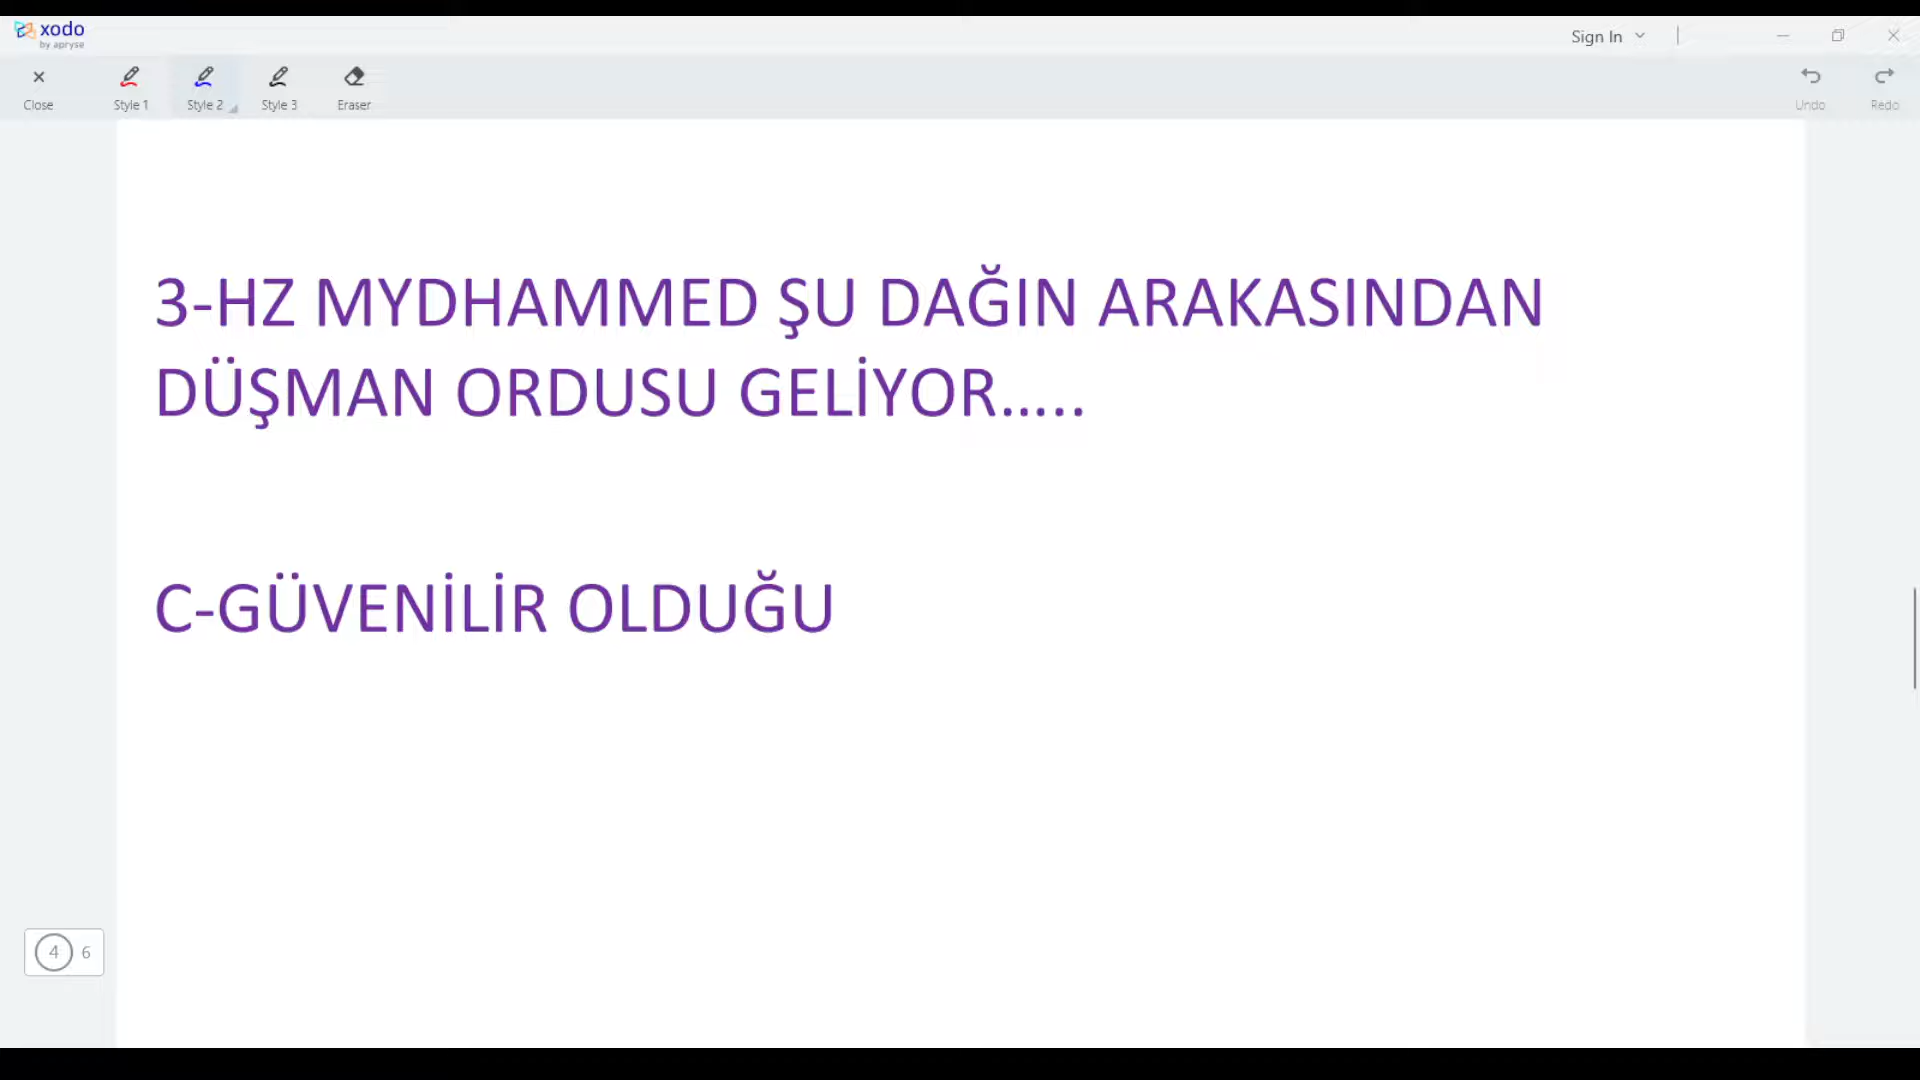 xodo
by apryse
Sign In
Close
Style 1
Style 2
Style 3
Eraser
Undo
Redo
3-HZ MYDHAMMED ŞU DAĞIN ARAKASINDAN
DÜŞMAN ORDUSU GELİYOR.....
C-GÜVENİLİR OLDUĞU
4 6